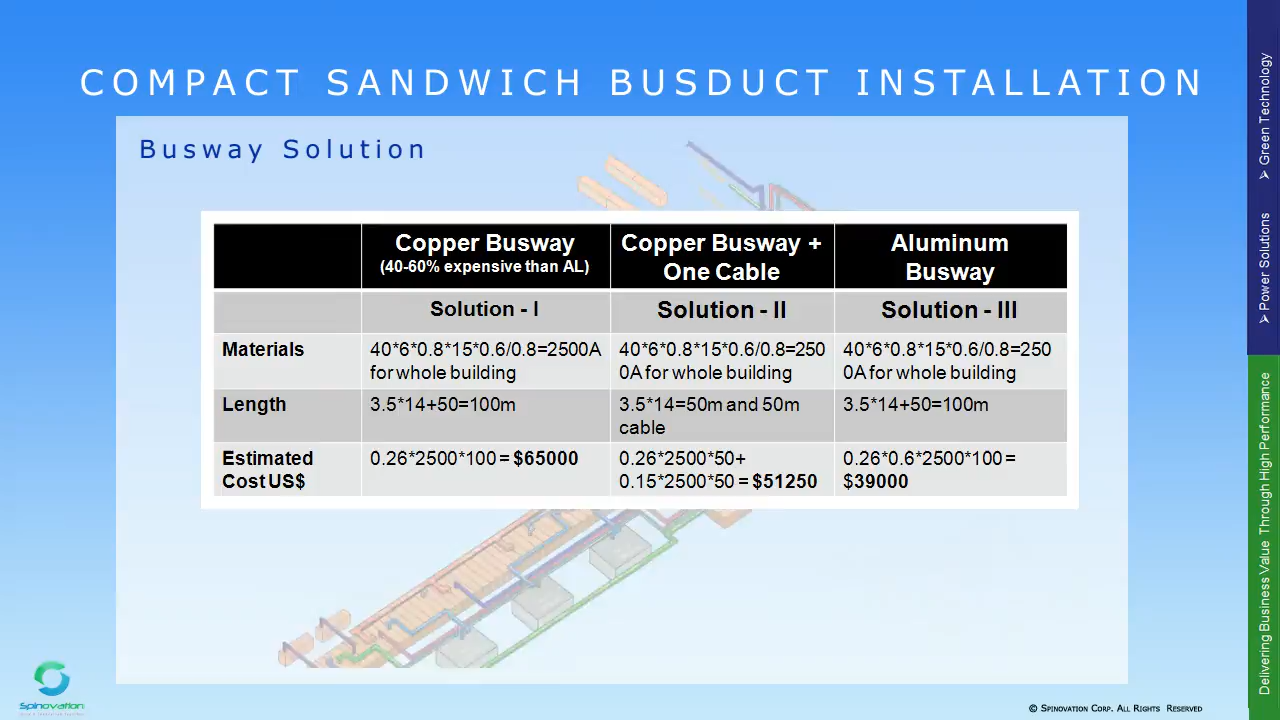 COMPACT SANDWICH BUSDUCT INSTALLATION
Busway Solution
Copper Busway
(40-60% expensive than AL)
Copper Busway +
One Cable
Aluminum
Busway
Solution - I
Solution - II
Solution - III
Materials
40*6*0.8*15*0.6/0.8=2500A
for whole building
40*6*0.8*15*0.6/0.8=250
0A for whole building
40*6*0.8*15*0.6/0.8=250
0A for whole building
Length
3.5*14+50=100m
3.5*14=50m and 50m
cable
3.5*14+50=100m
Estimated
Cost US$
0.26*2500*100 = $65000
0.26*2500*50+
0.15*2500*50 = $51250
0.26*0.6*2500*100 =
$39000
➢ Green Technology
➢ Power Solutions
Delivering Business Value Through High Performance
Spinovation
© Spinovation Corp. All Rights Reserved